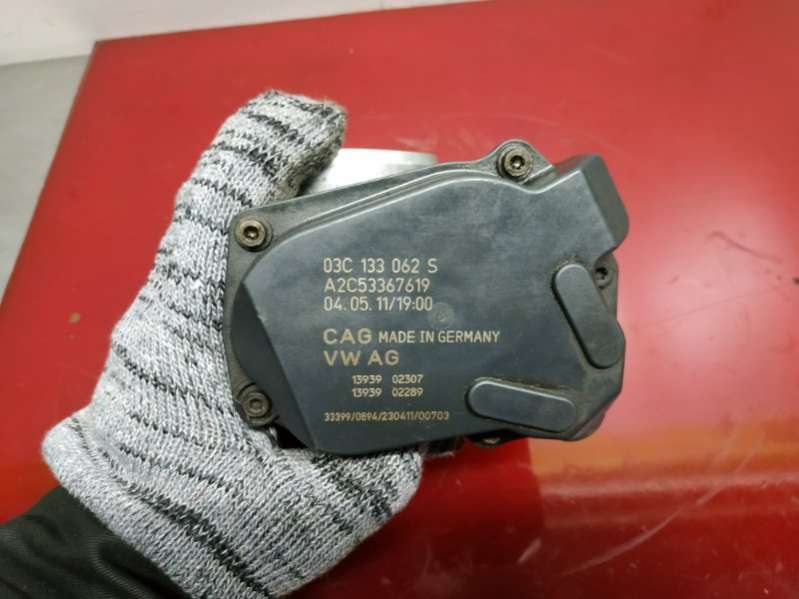 03C 133 062 S
A2C53367619
04.05.11/19:00
CAG MADE IN GERMANY
VW AG
13939 02307
13939 02289
33399/0894/230411/00703